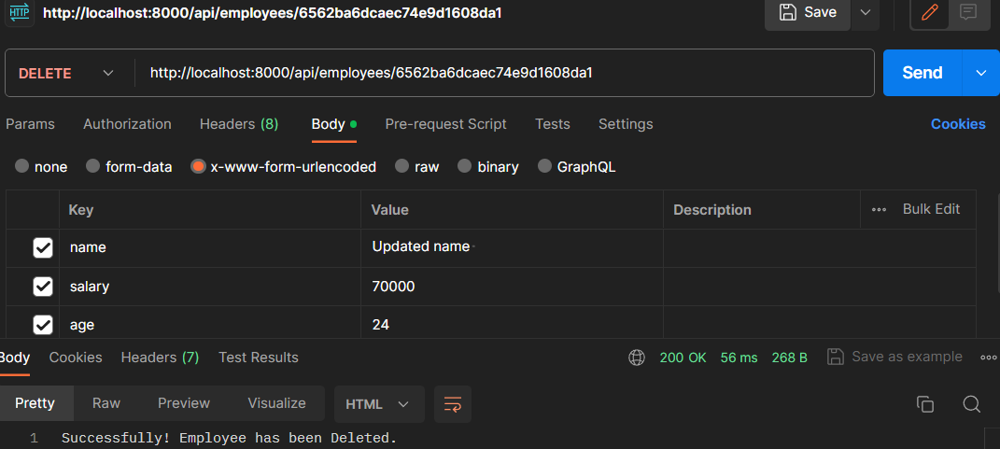 HTTP http://localhost:8000/api/employees/6562ba6dcaec74e9d1608da1 Save
DELETE http://localhost:8000/api/employees/6562ba6dcaec74e9d1608da1 Send
Params Authorization Headers (8) Body Pre-request Script Tests Settings Cookies
none form-data x-www-form-urlencoded raw binary GraphQL
Key Value Description Bulk Edit
name Updated name
salary 70000
age 24
Body Cookies Headers (7) Test Results 200 OK 56 ms 268 B Save as example
Pretty Raw Preview Visualize HTML
1 Successfully! Employee has been Deleted.